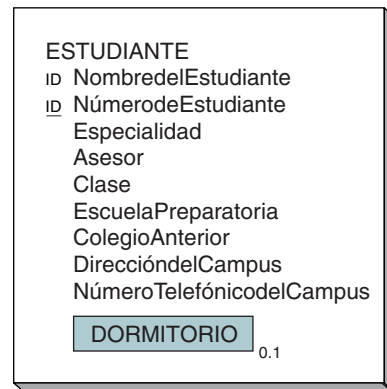 ESTUDIANTE
ID NombredelEstudiante
ID NúmerodeEstudiante
Especialidad
Asesor
Clase
EscuelaPreparatoria
ColegioAnterior
DireccióndelCampus
NúmeroTelefónicodelCampus
DORMITORIO
0.1